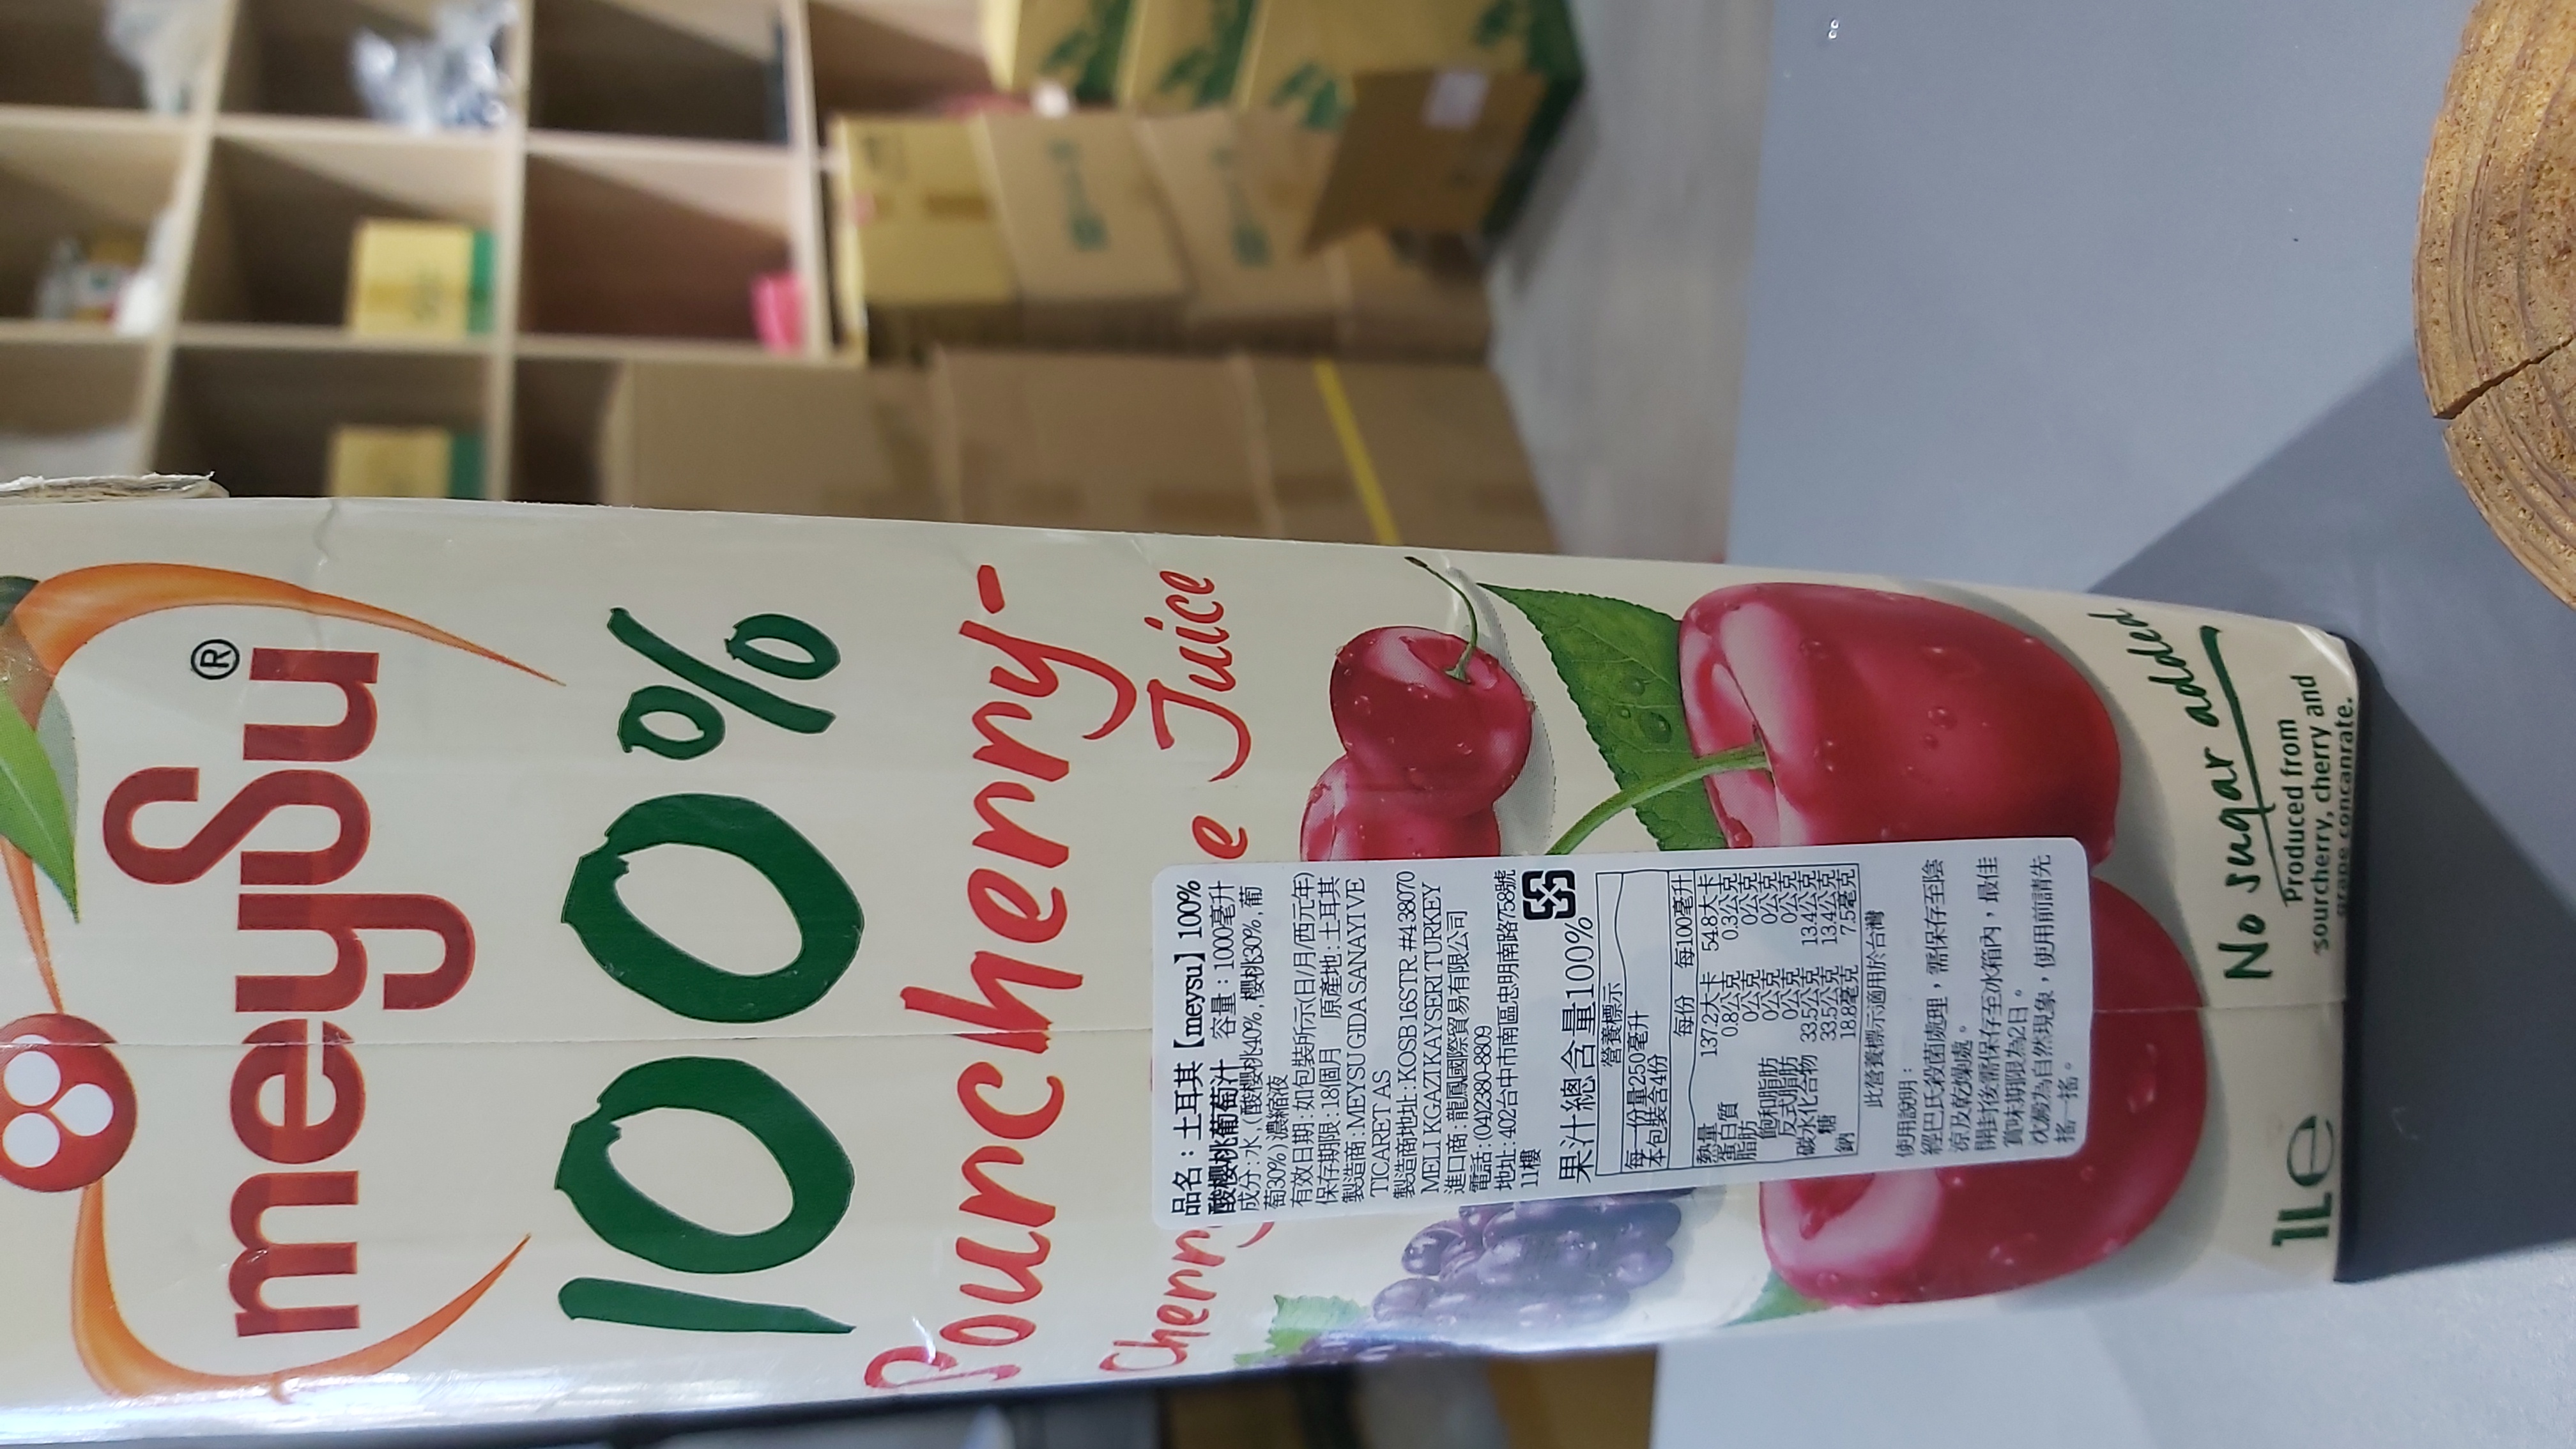 meysu®
100%
Sourcherry-
Cherry
e Juice
品名：土耳其【meysu】100%
酸櫻桃櫻桃葡萄汁 容量：1000毫升
成分:水,(酸櫻桃40%,櫻桃30%,葡
萄30%)濃縮液
有效日期:如包裝所示(日/月/西元年)
保存期限:18個月 原產地:土耳其
製造商:MEYSU GIDA SANAYI VE
TICARET AS
製造商地址:KOSB 16STR #4 38070
MELIKGAZI KAYSERI TURKEY
進口商:龍鳳國際貿易有限公司
電話:(04)2380-8809
地址:402台中市南區忠明南路758號
11樓
果汁總含量100%
營養標示
每一份量250毫升
本包裝含4份
每份 每100毫升
熱量 137.2大卡 54.8大卡
蛋白質 0.8公克 0.3公克
脂肪 0公克 0公克
飽和脂肪 0公克 0公克
反式脂肪 0公克 0公克
碳水化合物 33.5公克 13.4公克
糖 33.5公克 13.4公克
鈉 18.8毫克 7.5毫克
此營養標示適用於台灣
使用說明：
經巴氏殺菌處理，需保存至陰
涼及乾燥處。
開封後需保存至冰箱內，最佳
賞味期限為2日。
沈澱為自然現象，使用前請先
搖一搖。
No sugar added
Produced from
sourcherry, cherry and
grape concanrate.
1L e